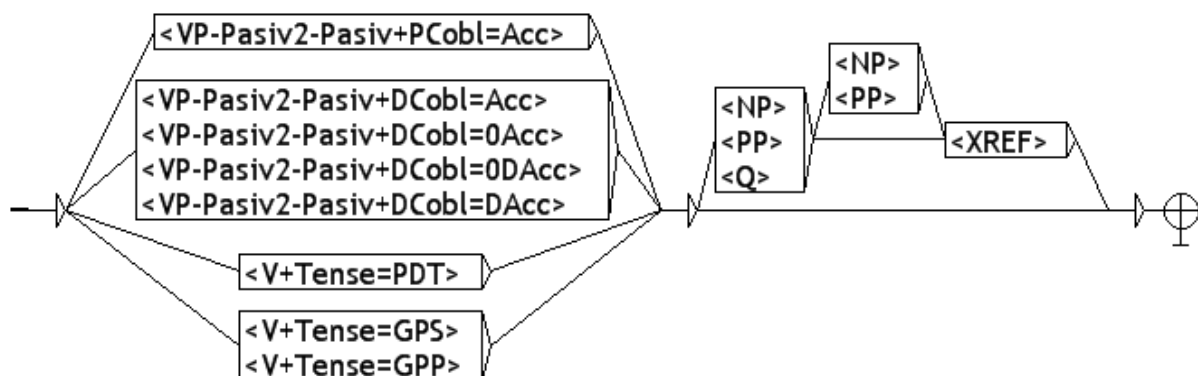 <VP-Pasiv2-Pasiv+PCobl=Acc>
<VP-Pasiv2-Pasiv+DCobl=Acc>
<VP-Pasiv2-Pasiv+DCobl=0Acc>
<VP-Pasiv2-Pasiv+DCobl=0DAcc>
<VP-Pasiv2-Pasiv+DCobl=DAcc>
<V+Tense=PDT>
<V+Tense=GPS>
<V+Tense=GPP>
<NP>
<PP>
<Q>
<NP>
<PP>
<XREF>